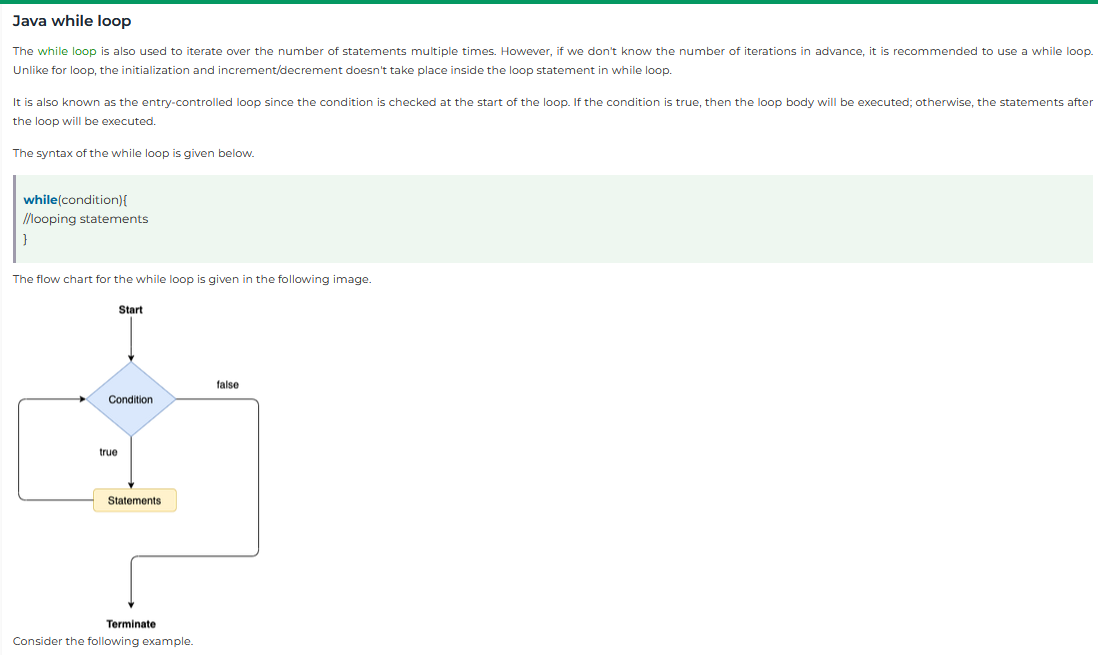 Java while loop
The while loop is also used to iterate over the number of statements multiple times. However, if we don't know the number of iterations in advance, it is recommended to use a while loop.
Unlike for loop, the initialization and increment/decrement doesn't take place inside the loop statement in while loop.
It is also known as the entry-controlled loop since the condition is checked at the start of the loop. If the condition is true, then the loop body will be executed; otherwise, the statements after
the loop will be executed.
The syntax of the while loop is given below.
while(condition){
//looping statements
}
The flow chart for the while loop is given in the following image.
Start
false
Condition
true
Statements
Terminate
Consider the following example.